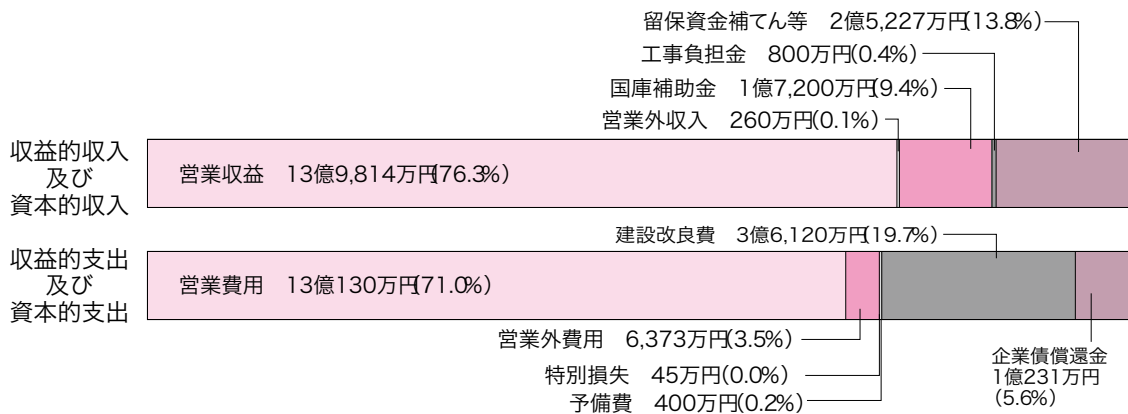 留保資金補てん等　2億5,227万円(13.8%)
工事負担金　800万円(0.4%)
国庫補助金　1億7,200万円(9.4%)
営業外収入　260万円(0.1%)
収益的収入
及び
資本的収入
営業収益　13億9,814万円(76.3%)
建設改良費　3億6,120万円(19.7%)
収益的支出
及び
資本的支出
営業費用　13億130万円(71.0%)
営業外費用　6,373万円(3.5%)
特別損失　45万円(0.0%)
予備費　400万円(0.2%)
企業債償還金
1億231万円
(5.6%)